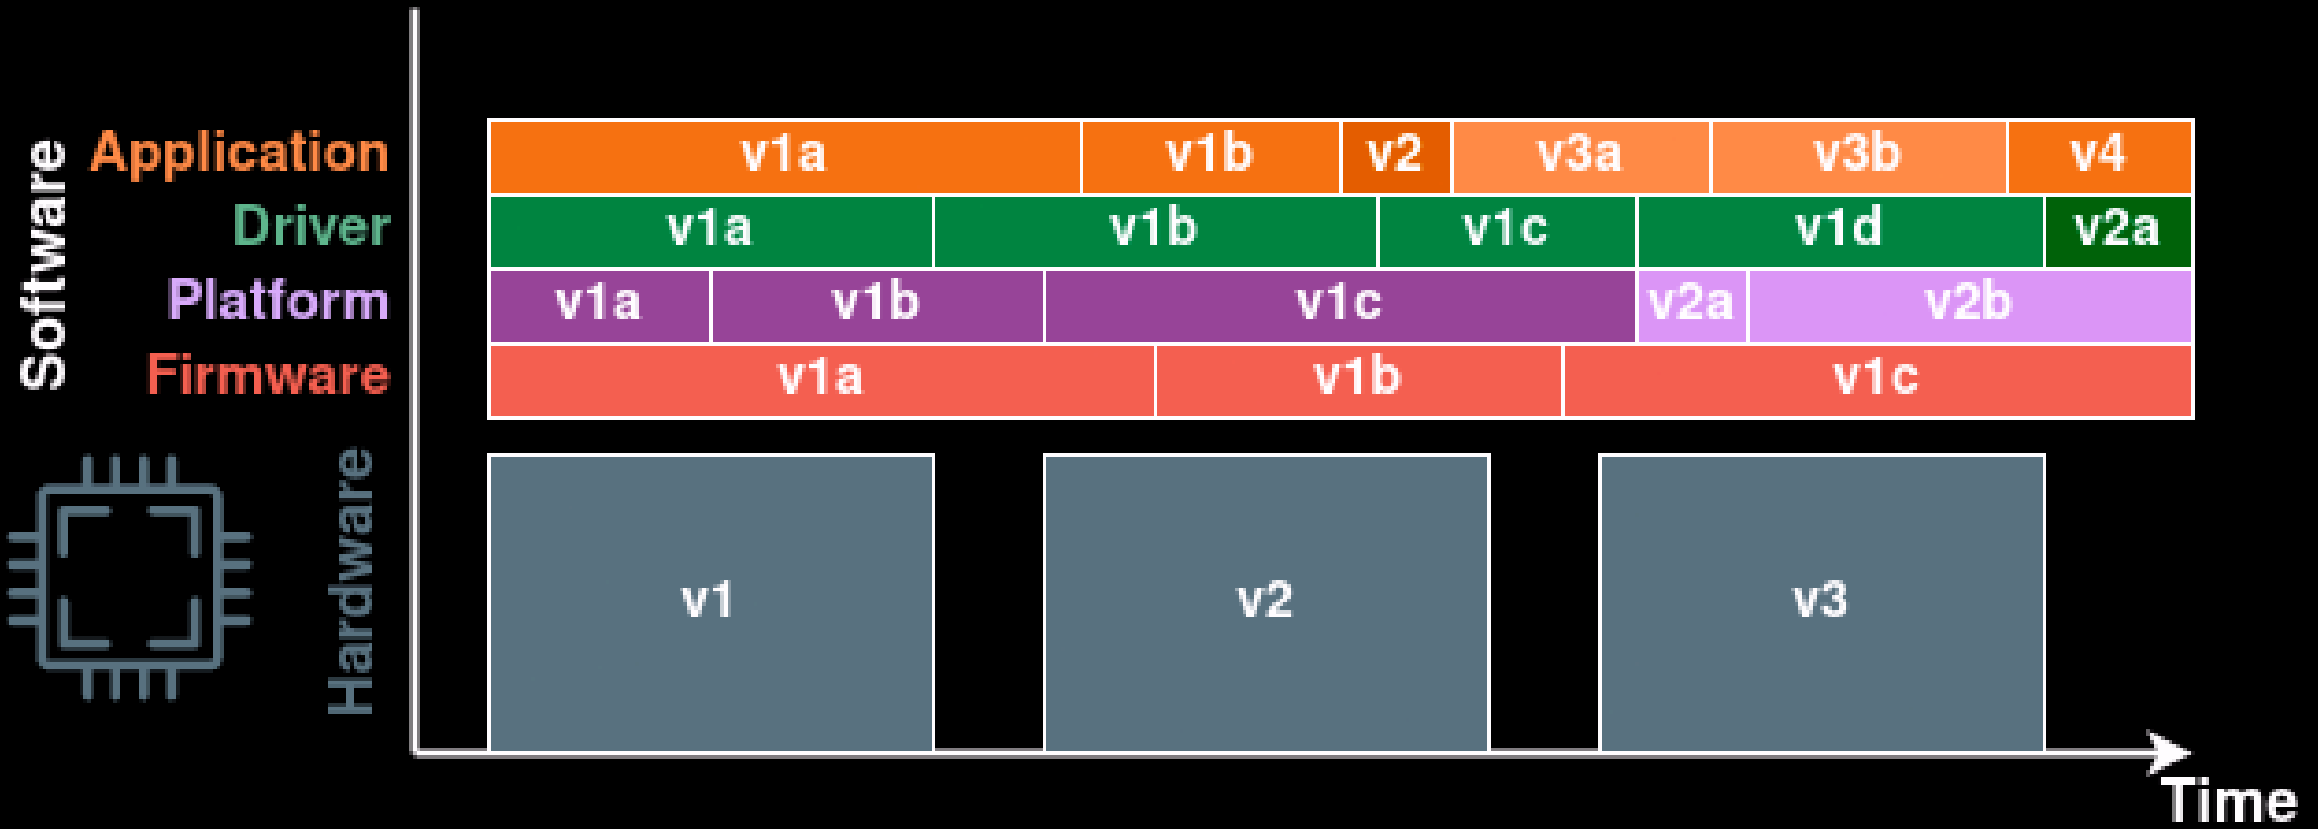 Software
Application
v1a v1b v2 v3a v3b v4
Driver
v1a v1b v1c v1d v2a
Platform
v1a v1b v1c v2a v2b
Firmware
v1a v1b v1c
Hardware
v1 v2 v3
Time